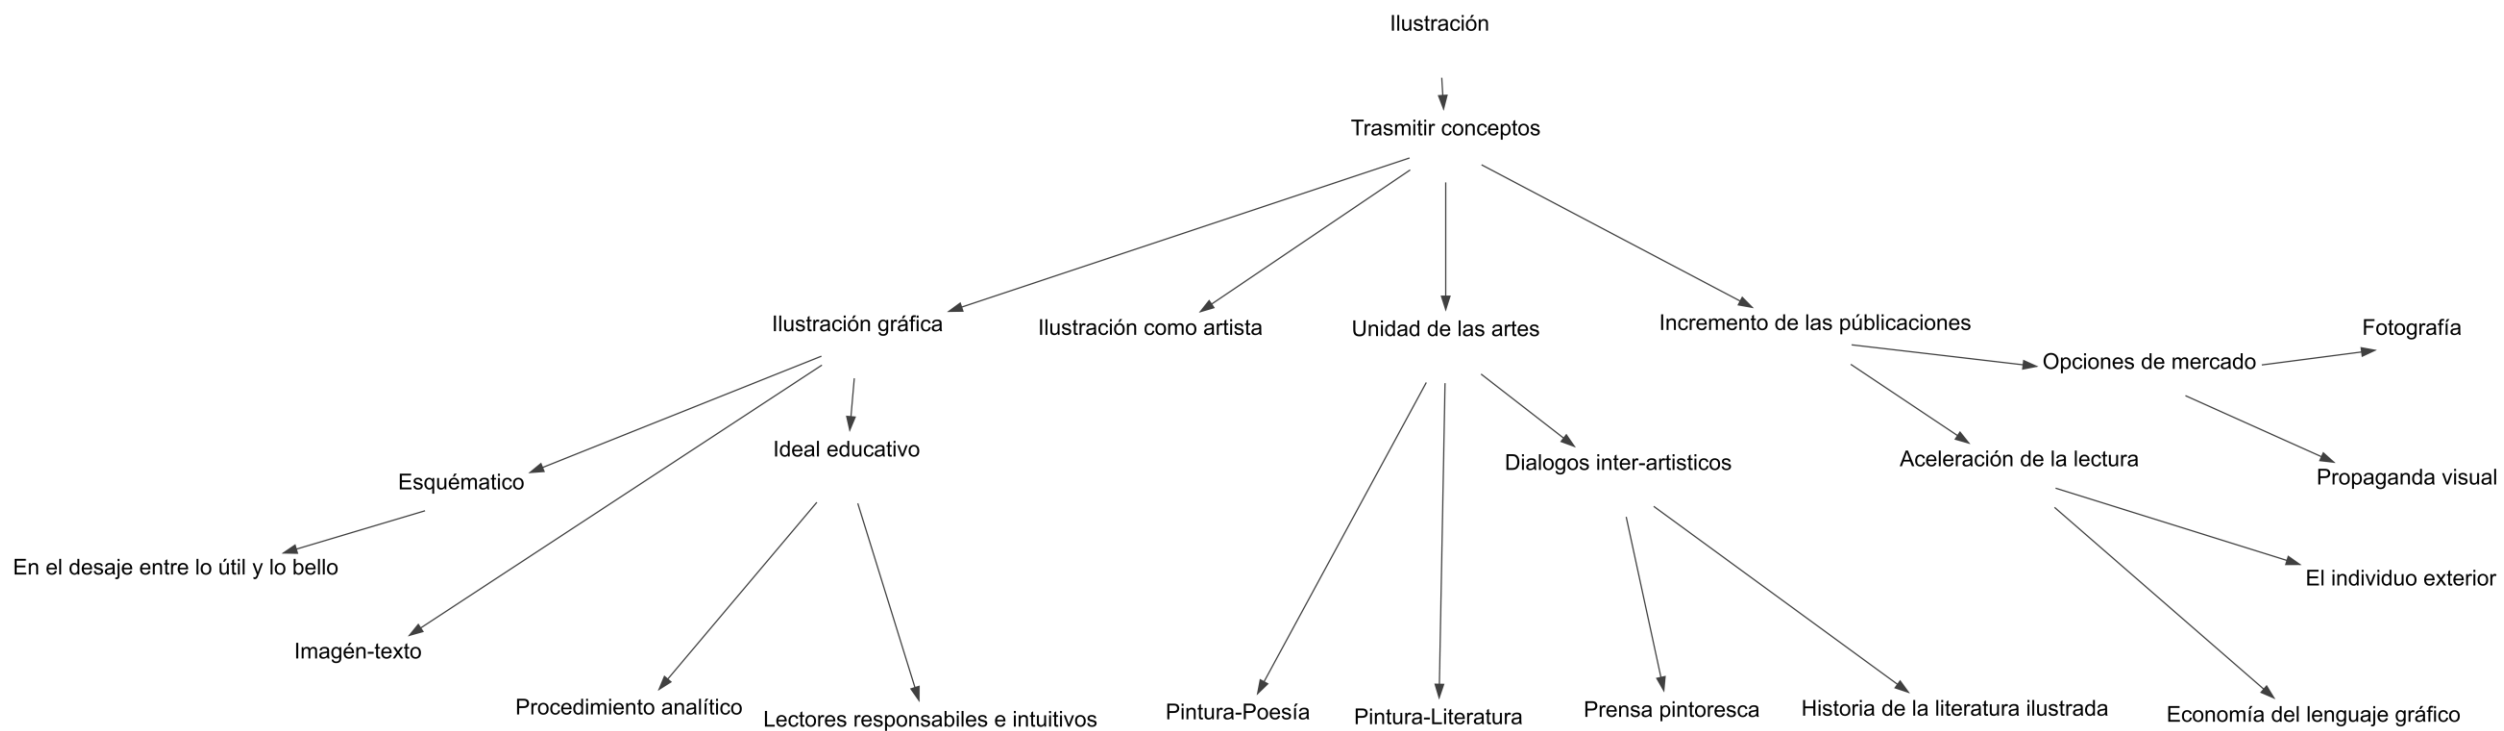 Ilustración
Trasmitir conceptos
Ilustración gráfica
Ilustración como artista
Unidad de las artes
Incremento de las públicaciones
Fotografía
Opciones de mercado
Ideal educativo
Dialogos inter-artisticos
Aceleración de la lectura
Esquématico
Propaganda visual
En el desaje entre lo útil y lo bello
El individuo exterior
Imagén-texto
Procedimiento analítico
Lectores responsabiles e intuitivos
Pintura-Poesía
Pintura-Literatura
Prensa pintoresca
Historia de la literatura ilustrada
Economía del lenguaje gráfico